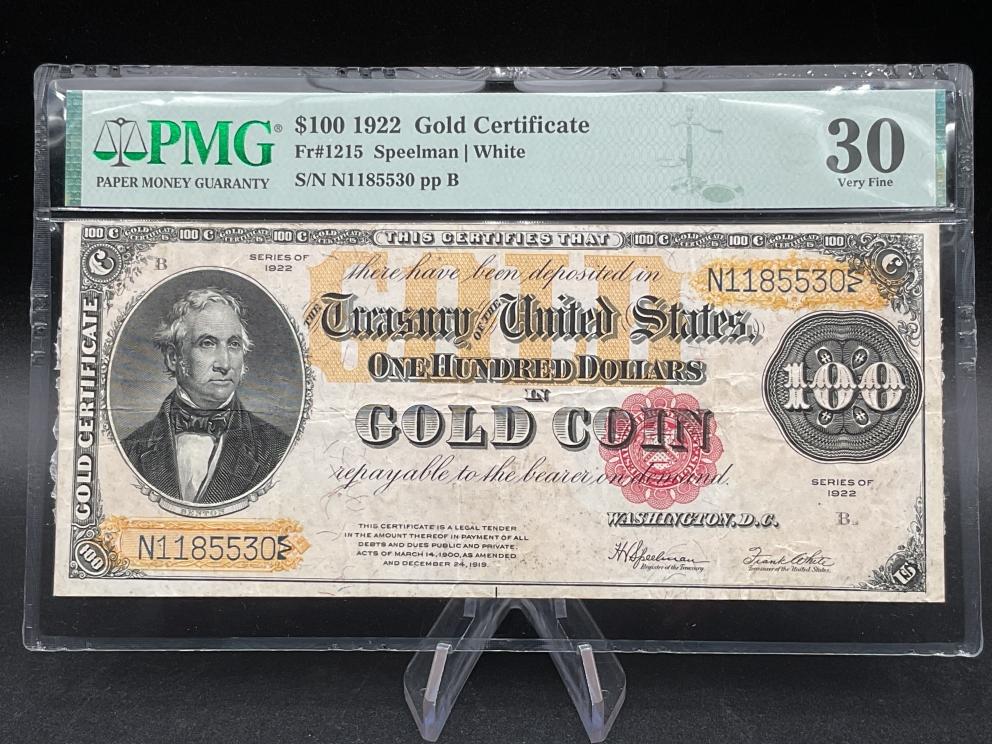 PMG®
PAPER MONEY GUARANTY
$100 1922 Gold Certificate
Fr#1215 Speelman | White
S/N N1185530 pp B
30
Very Fine
100 C GOLD CERTIFICATE 100 C 100 C THIS CERTIFIES THAT 100 C 100 C 100
C
C
B
SERIES OF
1922
GOLD
there have been deposited in
N1185530
THE Treasury OF THE United States
ONE HUNDRED DOLLARS
IN
GOLD COIN
repayable to the bearer on demand.
100
GOLD CERTIFICATE
BENTON
SERIES OF
1922
B
WASHINGTON, D.C.
N1185530
THIS CERTIFICATE IS A LEGAL TENDER
IN THE AMOUNT THEREOF IN PAYMENT OF ALL
DEBTS AND DUES PUBLIC AND PRIVATE.
ACTS OF MARCH 14, 1900, AS AMENDED
AND DECEMBER 24, 1919.
H V Speelman
Register of the Treasury.
Frank White
Treasurer of the United States.
100